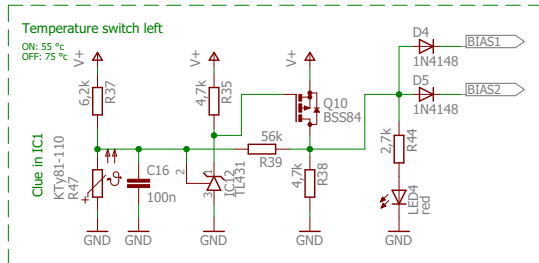 Temperature switch left
ON: 55 °c
OFF: 75 °c
Clue in IC1
V+
6,2k
R37
V+
4,7k
R35
V+
Q10
BSS84
D4
1N4148
BIAS1
D5
1N4148
BIAS2
KTy81-110
R47
C16
100n
2
1
3
IC12
TL431
56k
R39
4,7k
R38
2,7k
R44
LED4
red
+
GND
GND
GND
GND
GND